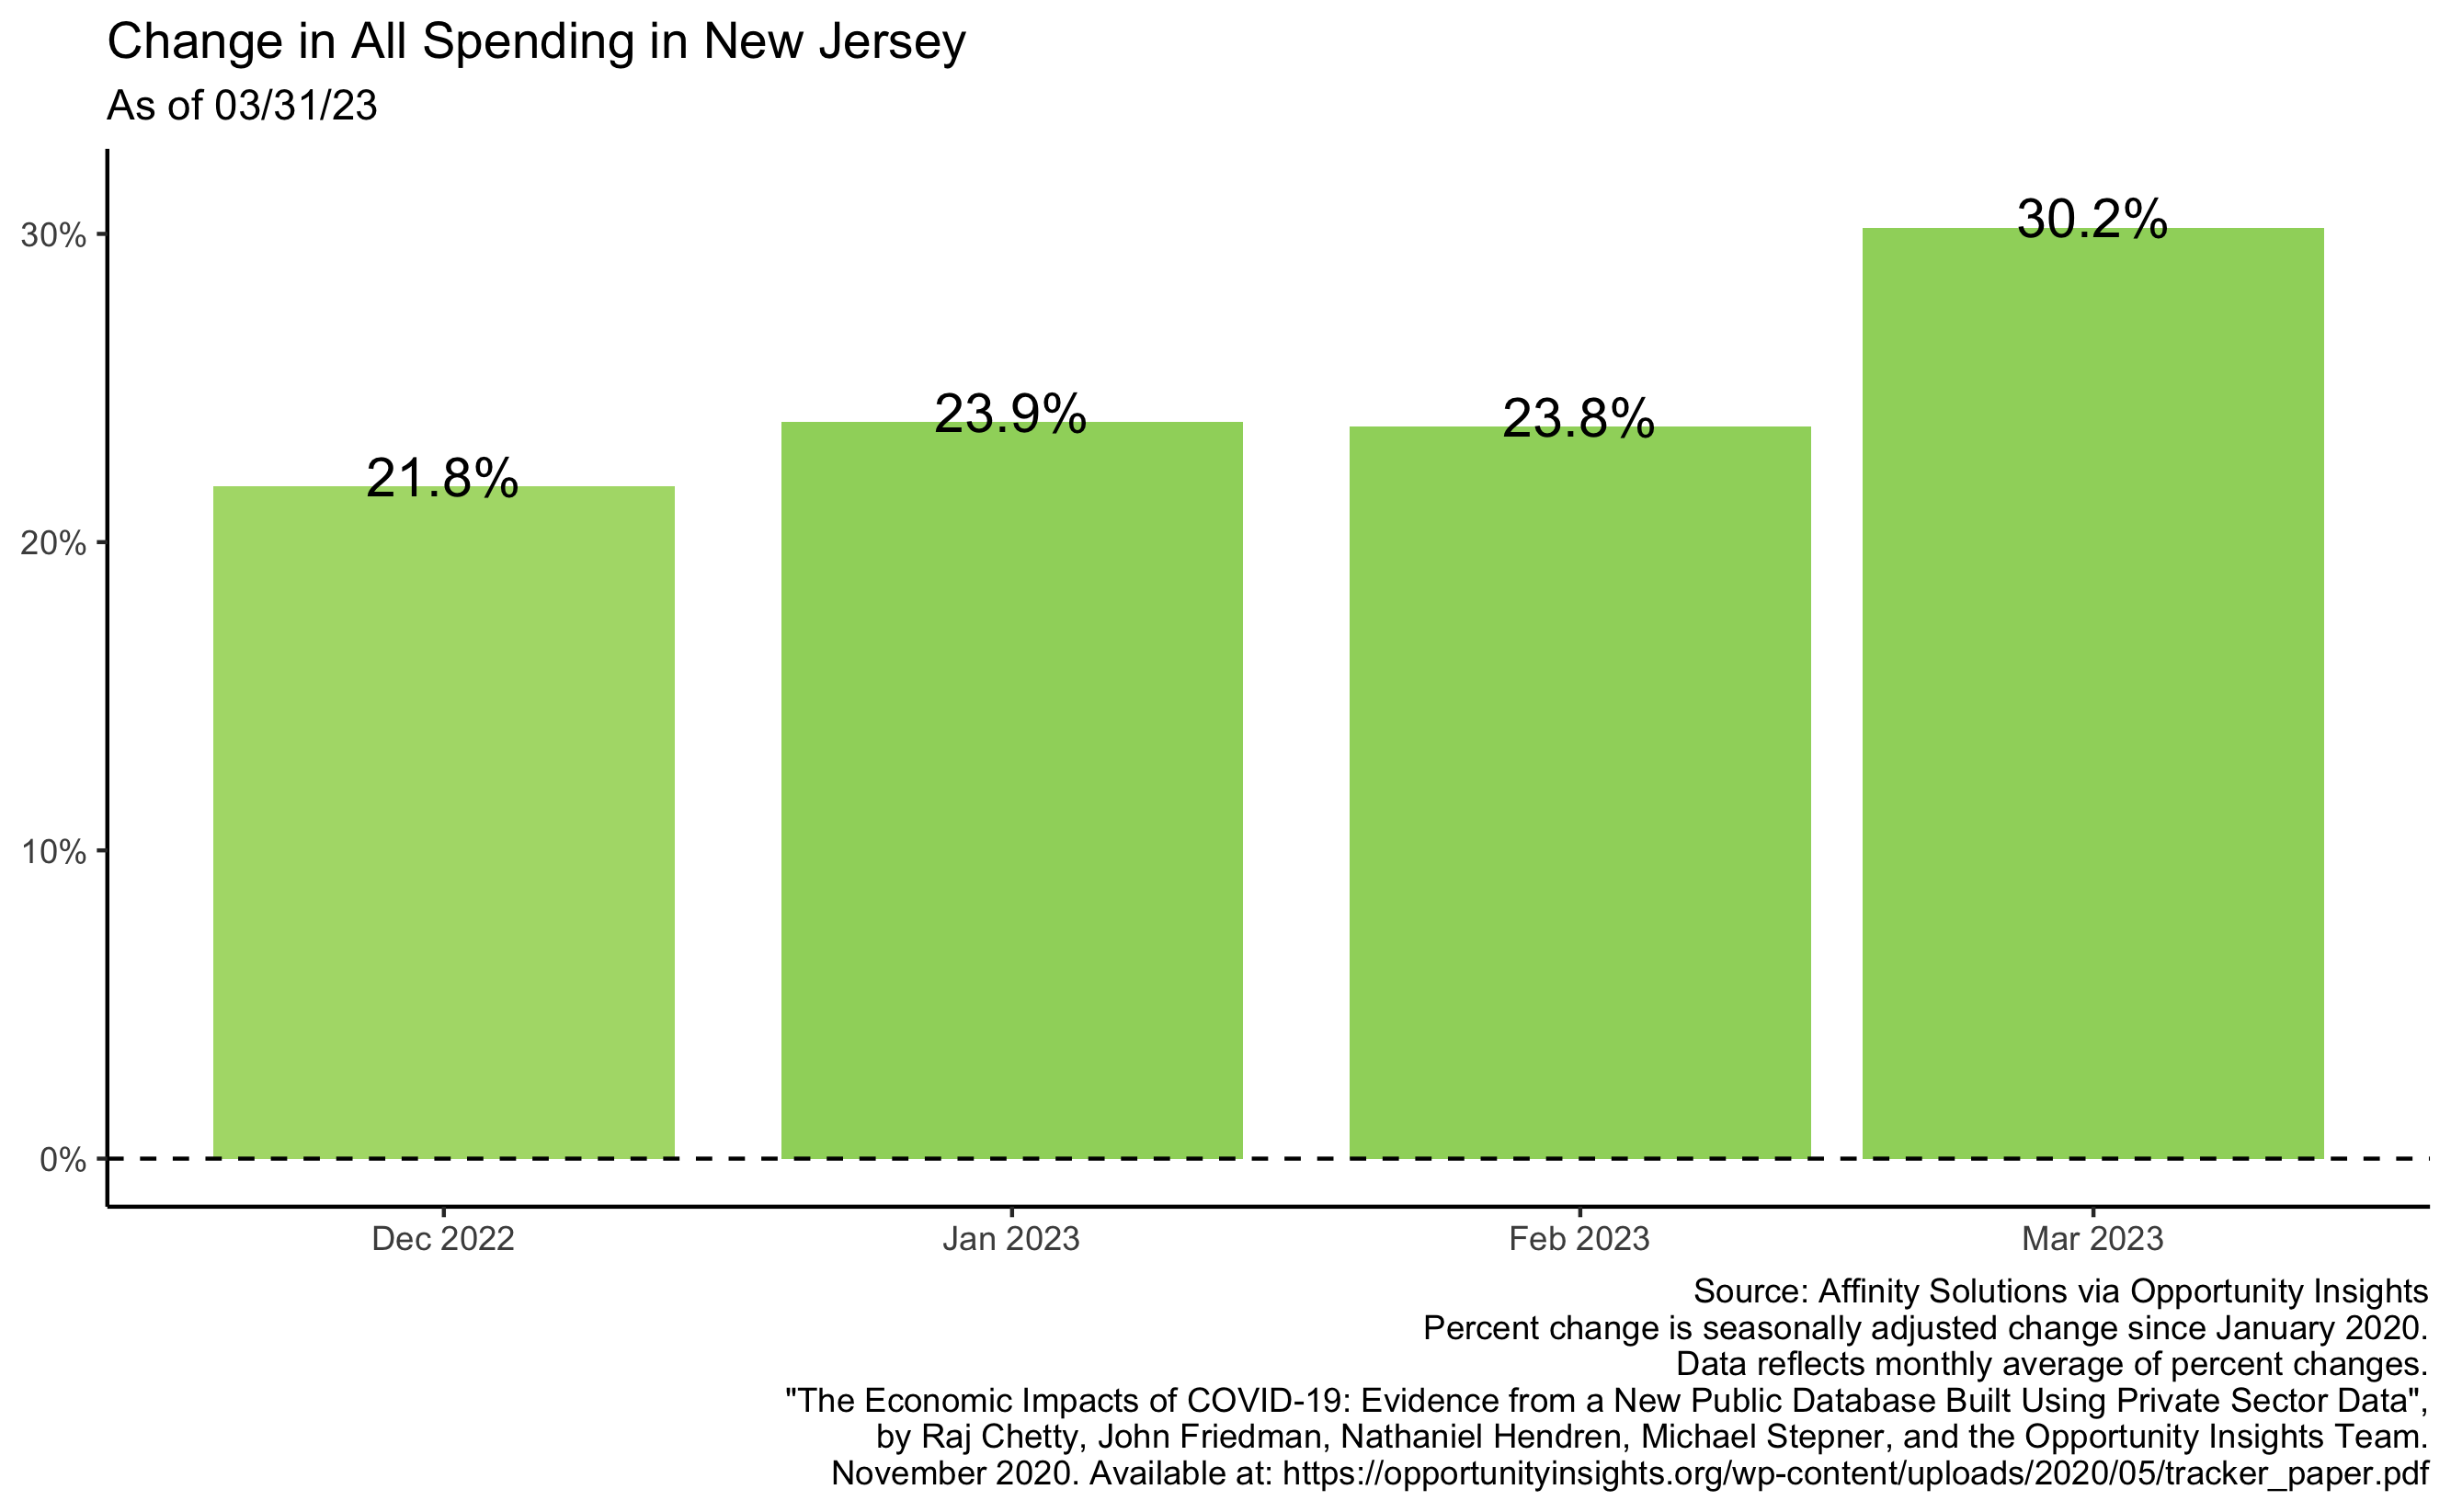 Change in All Spending in New Jersey
As of 03/31/23
30%
20%
10%
0%
21.8%
23.9%
23.8%
30.2%
Dec 2022
Jan 2023
Feb 2023
Mar 2023
Source: Affinity Solutions via Opportunity Insights
Percent change is seasonally adjusted change since January 2020.
Data reflects monthly average of percent changes.
"The Economic Impacts of COVID-19: Evidence from a New Public Database Built Using Private Sector Data",
by Raj Chetty, John Friedman, Nathaniel Hendren, Michael Stepner, and the Opportunity Insights Team.
November 2020. Available at: https://opportunityinsights.org/wp-content/uploads/2020/05/tracker_paper.pdf